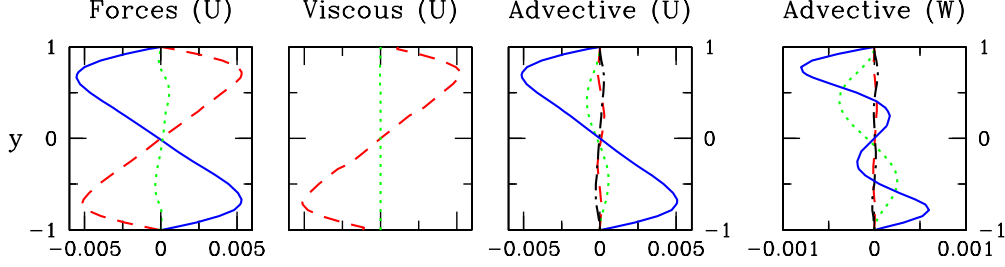 Forces (U) Viscous (U) Advective (U) Advective (W)
1 1 1
y 0 0 0
-1 -1 -1
-0.005 0 0.005 -0.005 0 0.005 -0.001 0 0.001